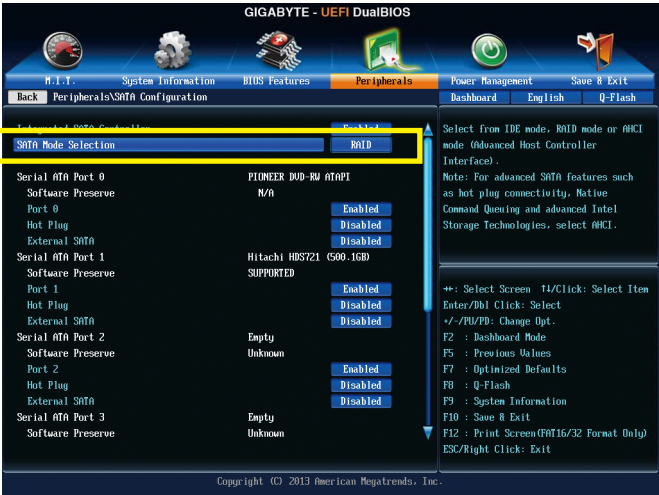 GIGABYTE - UEFI DualBIOS
M.I.T. System Information BIOS Features Peripherals Power Management Save & Exit
Back Peripherals\SATA Configuration Dashboard English Q-Flash
Integrated SATA Controller Enabled
SATA Mode Selection RAID
Serial ATA Port 0 PIONEER DVD-RW ATAPI
Software Preserve N/A
Port 0 Enabled
Hot Plug Disabled
External SATA Disabled
Serial ATA Port 1 Hitachi HDS721 (500.1GB)
Software Preserve SUPPORTED
Port 1 Enabled
Hot Plug Disabled
External SATA Disabled
Serial ATA Port 2 Empty
Software Preserve Unknown
Port 2 Enabled
Hot Plug Disabled
External SATA Disabled
Serial ATA Port 3 Empty
Software Preserve Unknown
Select from IDE mode, RAID mode or AHCI
mode (Advanced Host Controller
Interface).
Note: For advanced SATA features such
as hot plug connectivity, Native
Command Queuing and advanced Intel
Storage Technologies, select AHCI.
↔: Select Screen ↑↓/Click: Select Item
Enter/Dbl Click: Select
+/-/PU/PD: Change Opt.
F2 : Dashboard Mode
F5 : Previous Values
F7 : Optimized Defaults
F8 : Q-Flash
F9 : System Information
F10 : Save & Exit
F12 : Print Screen(FAT16/32 Format Only)
ESC/Right Click: Exit
Copyright (C) 2013 American Megatrends, Inc.